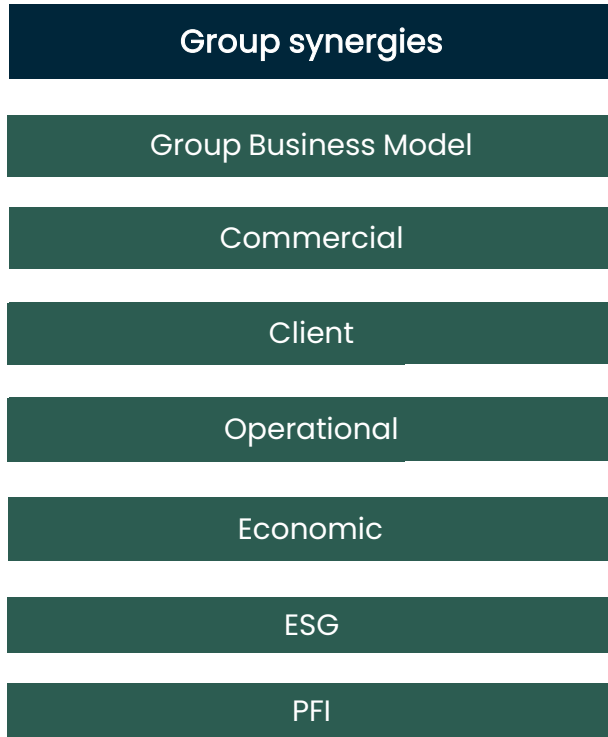 Group synergies
Group Business Model
Commercial
Client
Operational
Economic
ESG
PFI